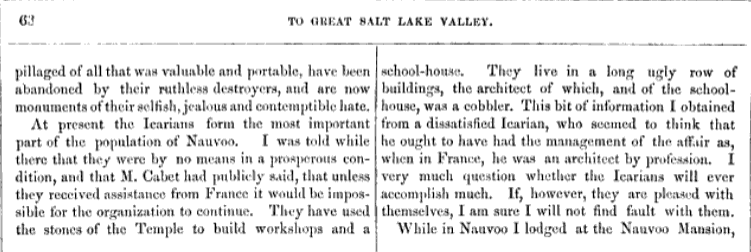 63
TO GREAT SALT LAKE VALLEY.
pillaged of all that was valuable and portable, have been
abandoned by their ruthless destroyers, and are now
monuments of their selfish, jealous and contemptible hate.
At present the Icarians form the most important
part of the population of Nauvoo. I was told while
there that they were by no means in a prosperous con-
dition, and that M. Cabet had publicly said, that unless
they received assistance from France it would be impos-
sible for the organization to continue. They have used
the stones of the Temple to build workshops and a
school-house. They live in a long ugly row of
buildings, the architect of which, and of the school-
house, was a cobbler. This bit of information I obtained
from a dissatisfied Icarian, who seemed to think that
he ought to have had the management of the affair as,
when in France, he was an architect by profession. I
very much question whether the Icarians will ever
accomplish much. If, however, they are pleased with
themselves, I am sure I will not find fault with them.
While in Nauvoo I lodged at the Nauvoo Mansion,